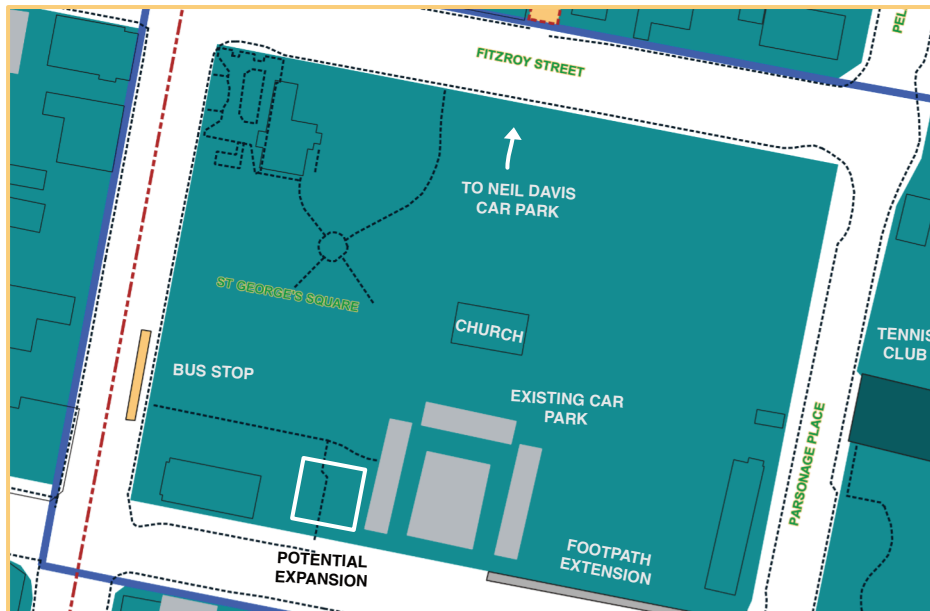 PEL
FITZROY STREET
TO NEIL DAVIS
CAR PARK
ST GEORGE'S SQUARE
CHURCH
TENNIS
CLUB
BUS STOP
EXISTING CAR
PARK
PARSONAGE PLACE
FOOTPATH
EXTENSION
POTENTIAL
EXPANSION